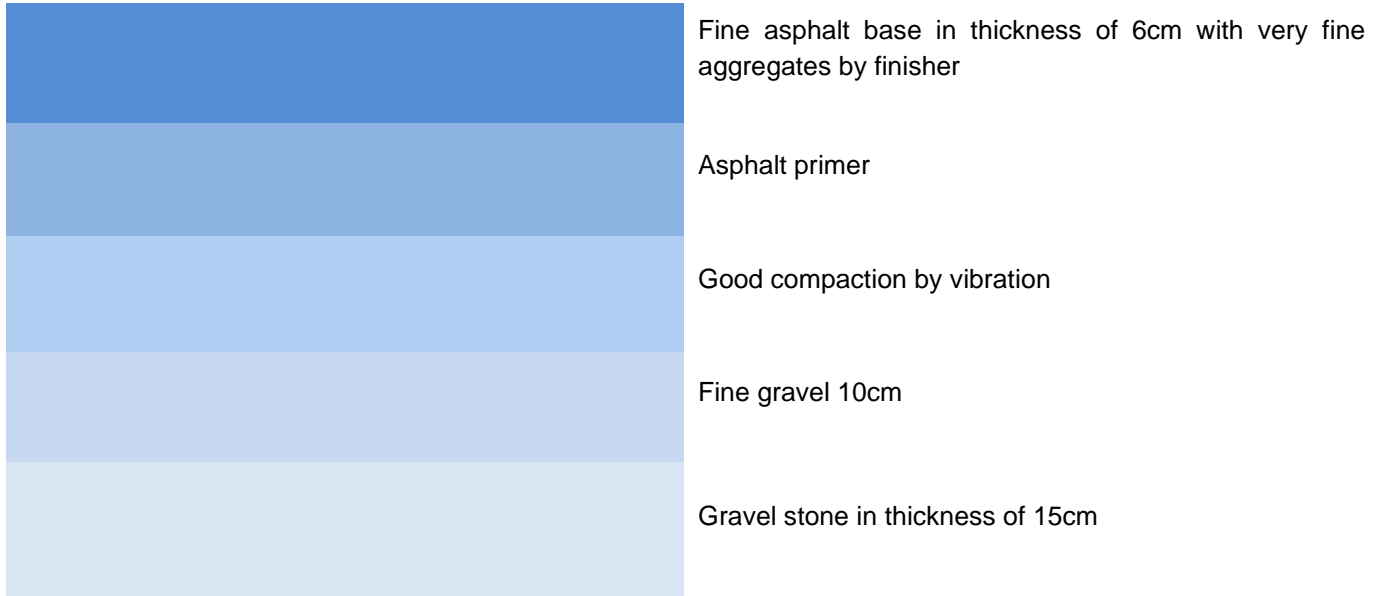 Fine asphalt base in thickness of 6cm with very fine
aggregates by finisher
Asphalt primer
Good compaction by vibration
Fine gravel 10cm
Gravel stone in thickness of 15cm